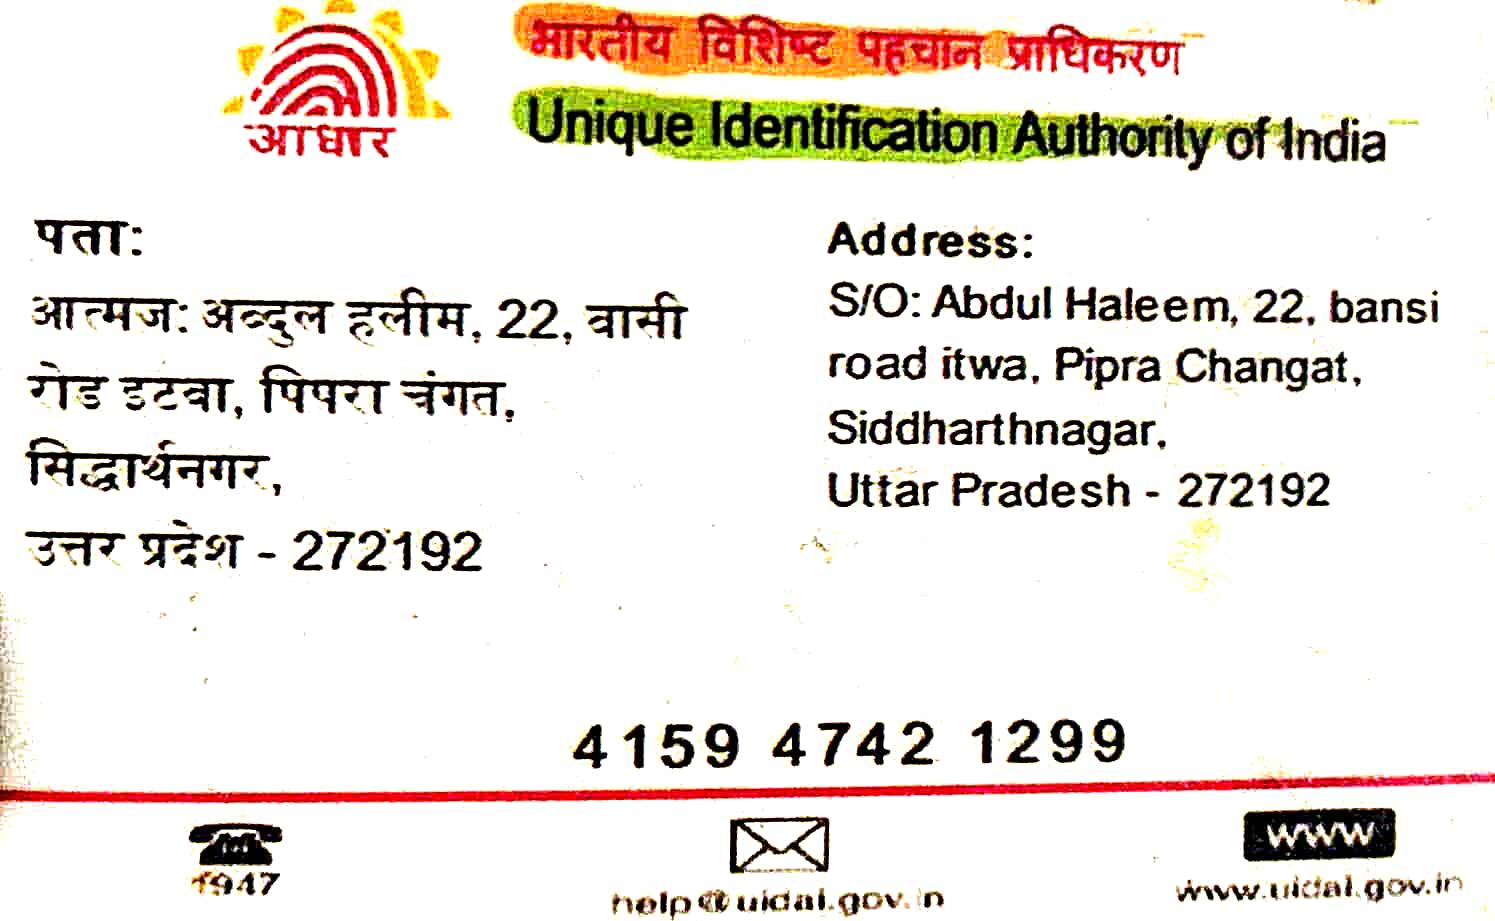 आधार
भारतीय विशिष्ट पहचान प्राधिकरण
Unique Identification Authority of India
पता:
आत्मज: अब्दुल हलीम, 22, वासी
रोड इटवा, पिपरा चंगत,
सिद्धार्थनगर,
उत्तर प्रदेश - 272192
Address:
S/O: Abdul Haleem, 22, bansi
road itwa, Pipra Changat,
Siddharthnagar,
Uttar Pradesh - 272192
4159 4742 1299
1947
help@uidai.gov.in
WWW
www.uidai.gov.in